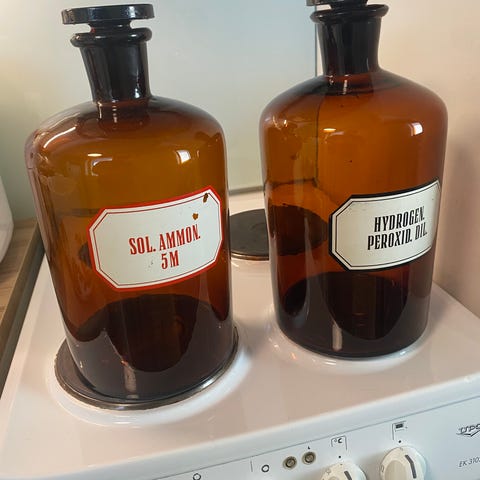 SOL. AMMON.
5M
HYDROGEN.
PEROXID. DIL.
°C